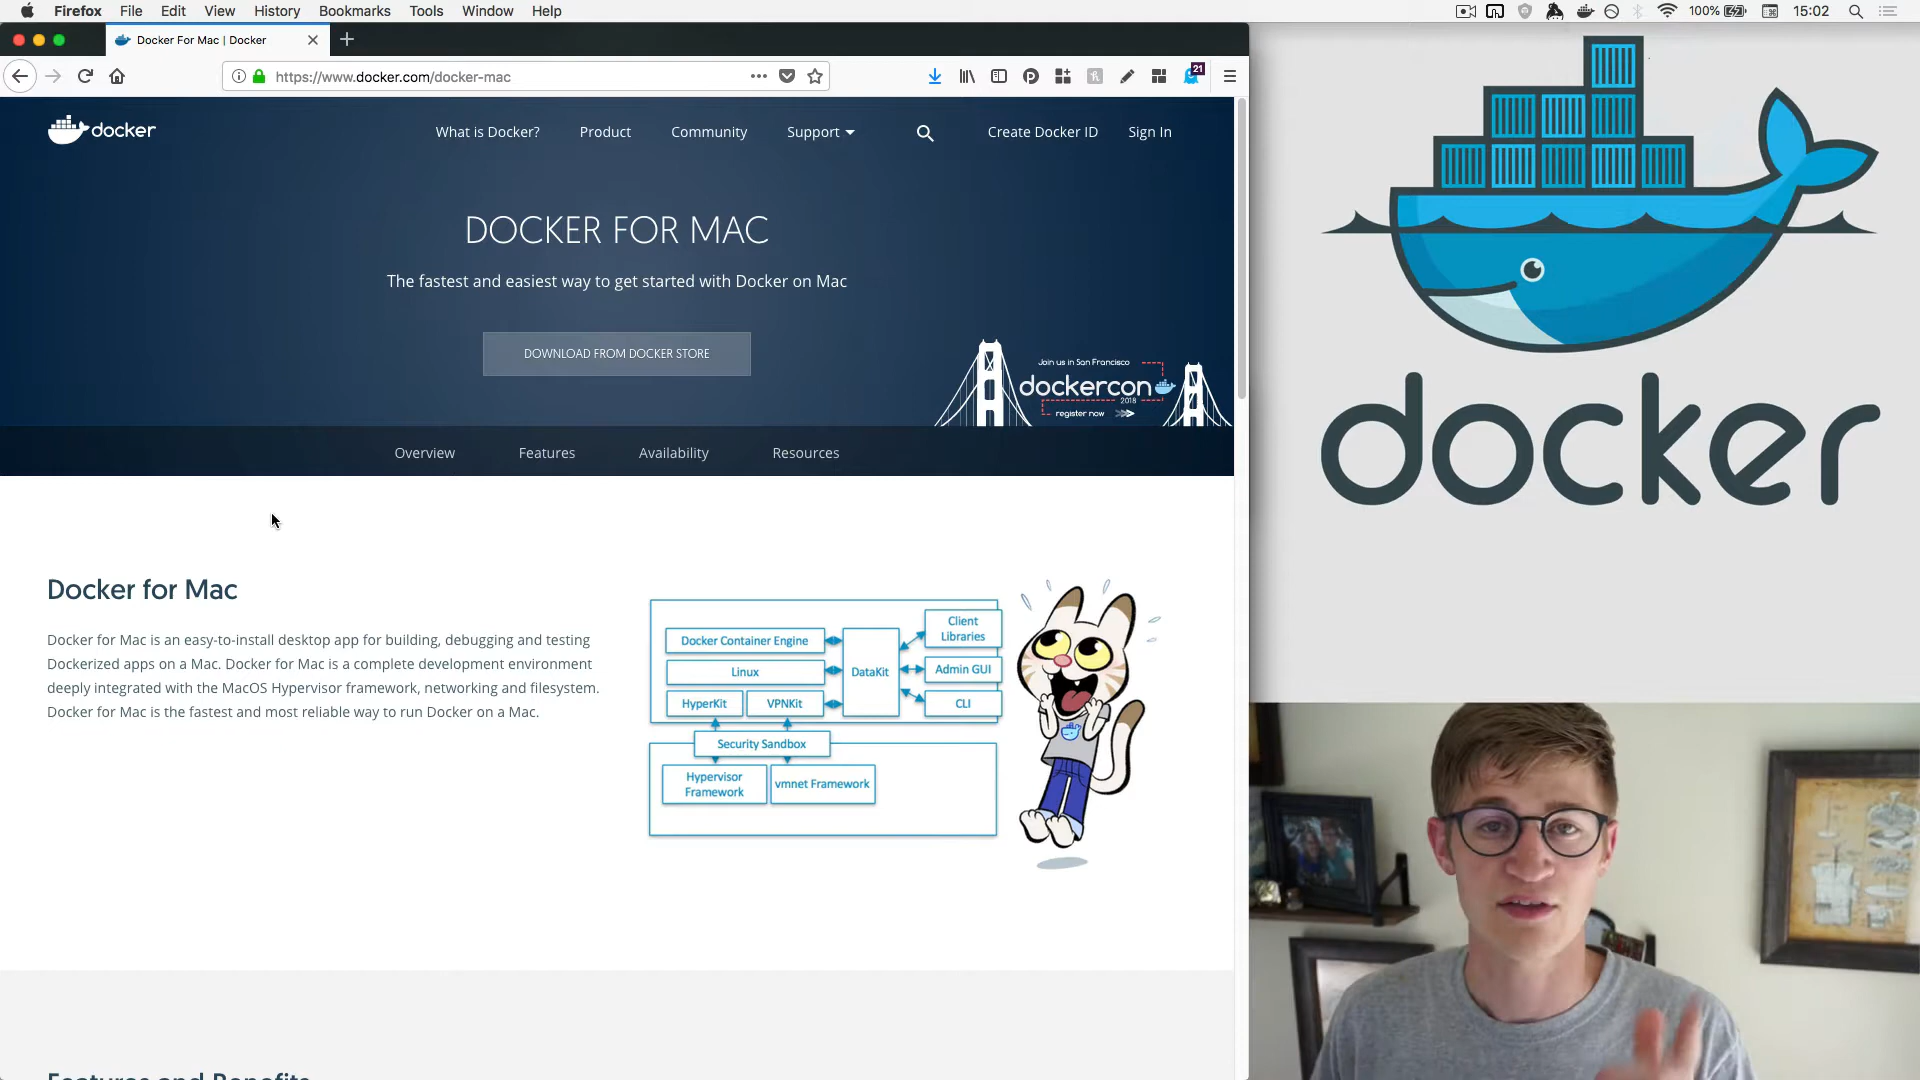 Firefox File Edit View History Bookmarks Tools Window Help
100% 15:02
Docker For Mac | Docker
https://www.docker.com/docker-mac
21
docker
What is Docker? Product Community Support Create Docker ID Sign In
DOCKER FOR MAC
The fastest and easiest way to get started with Docker on Mac
DOWNLOAD FROM DOCKER STORE
Join us in San Francisco
dockercon
2018
register now
Overview Features Availability Resources
Docker for Mac
Docker for Mac is an easy-to-install desktop app for building, debugging and testing
Dockerized apps on a Mac. Docker for Mac is a complete development environment
deeply integrated with the MacOS Hypervisor framework, networking and filesystem.
Docker for Mac is the fastest and most reliable way to run Docker on a Mac.
Docker Container Engine
Linux
HyperKit
VPNKit
DataKit
Client
Libraries
Admin GUI
CLI
Security Sandbox
Hypervisor
Framework
vmnet Framework
Features and Benefits
docker